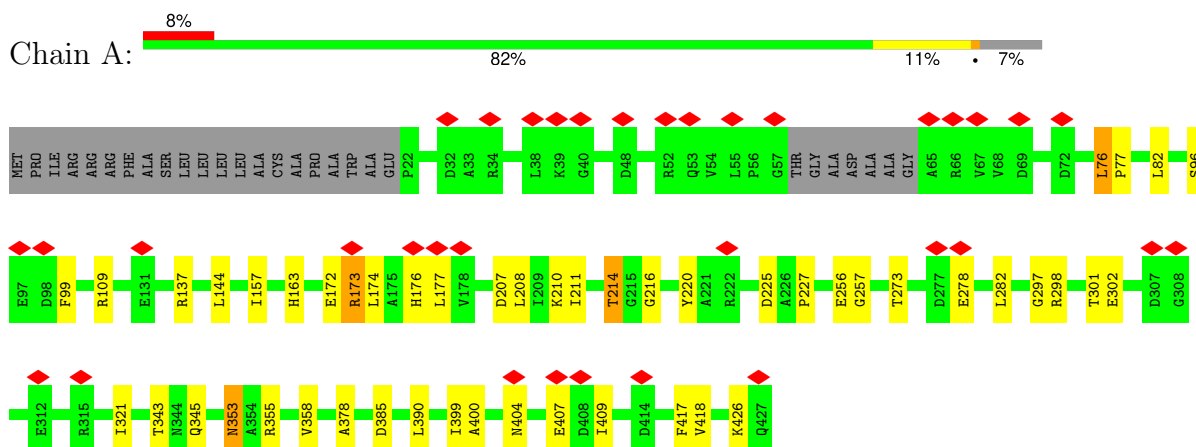 8%
Chain A:
82% 11% • 7%
MET PRO ILE ARG ARG ARG PHE ALA SER LEU LEU LEU LEU ALA CYS ALA PRO ALA TRP ALA GLU P22 D32 A33 R34 L38 K39 G40 D48 R52 Q53 V54 L55 P56 G57 THR GLY ALA ASP ALA ALA GLY A65 R66 V67 V68 D69 D72 L76 P77 L82 S96
E97 D98 F99 R109 E131 R137 L144 I157 H163 E172 R173 L174 A175 H176 L177 V178 D207 L208 I209 K210 I211 T214 G215 G216 Y220 A221 R222 D225 A226 P227 E256 G257 T273 D277 E278 L282 G297 R298 T301 E302 D307 G308
E312 R315 I321 T343 N344 Q345 N353 A354 R355 V358 A378 D385 L390 I399 A400 N404 E407 D408 I409 D414 F417 V418 K426 Q427